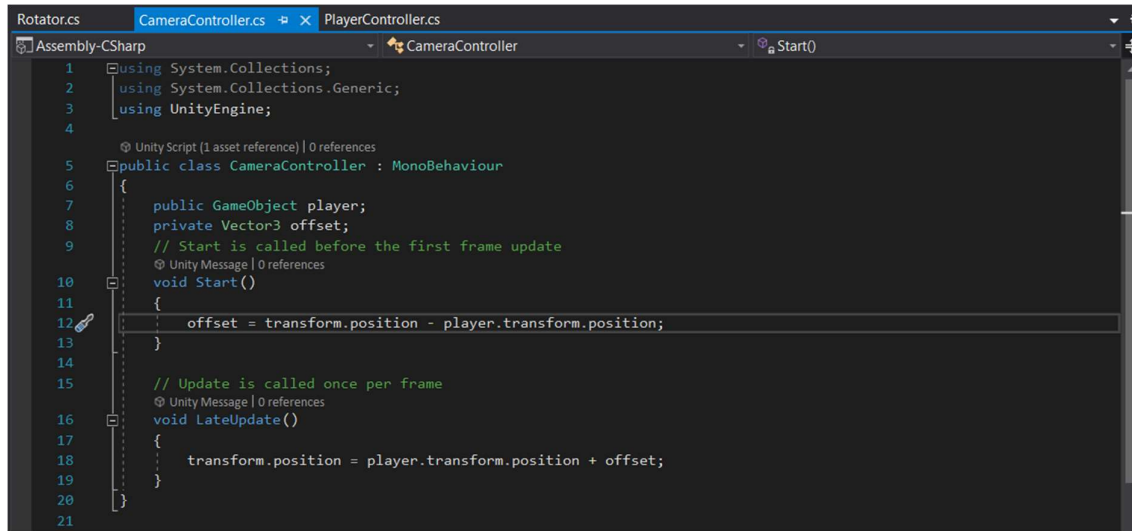 Rotator.cs CameraController.cs PlayerController.cs
Assembly-CSharp CameraController Start()
1 using System.Collections;
2 using System.Collections.Generic;
3 using UnityEngine;
4
Unity Script (1 asset reference) | 0 references
5 public class CameraController : MonoBehaviour
6 {
7 public GameObject player;
8 private Vector3 offset;
9 // Start is called before the first frame update
Unity Message | 0 references
10 void Start()
11 {
12 offset = transform.position - player.transform.position;
13 }
14
15 // Update is called once per frame
Unity Message | 0 references
16 void LateUpdate()
17 {
18 transform.position = player.transform.position + offset;
19 }
20 }
21